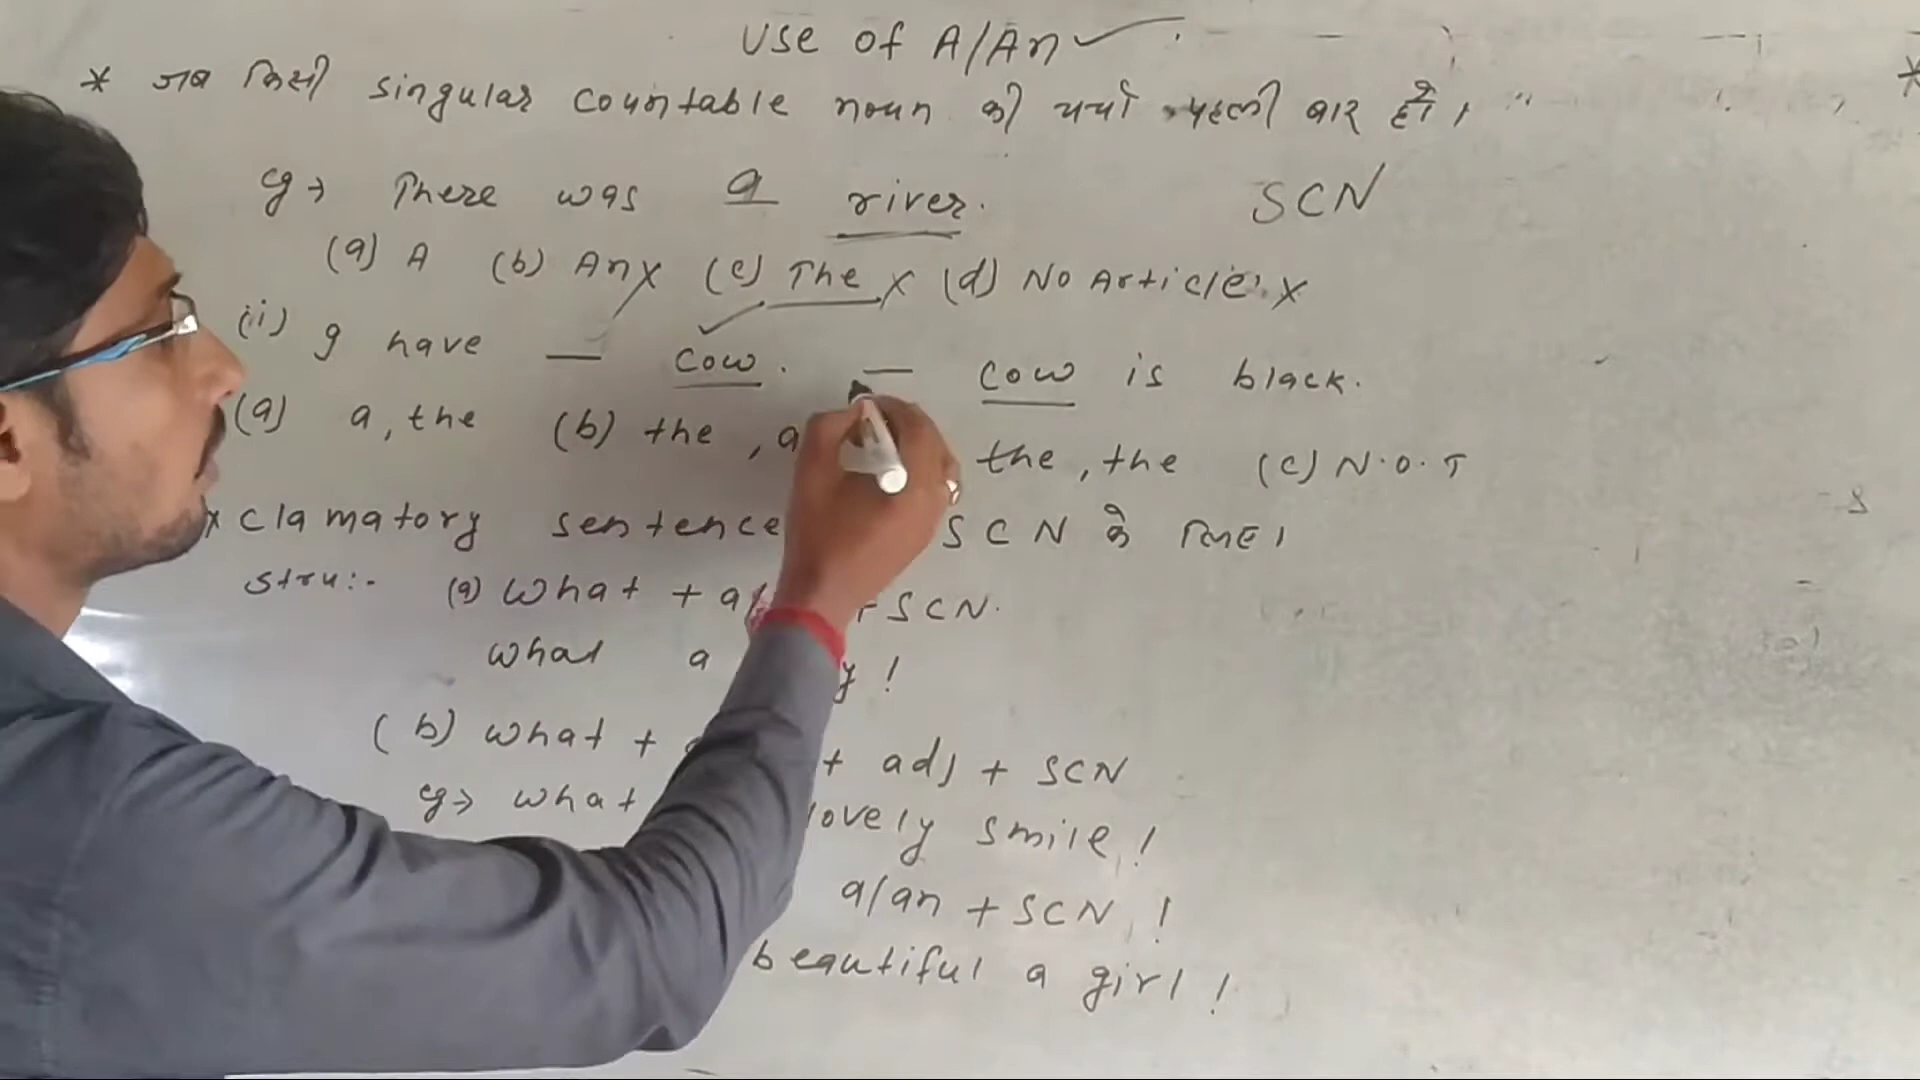 Use of A/An ✓
* जब किसी singular countable noun की चर्चा पहली बार हो।
eg → There was a river. SCN
(a) A (b) An x (c) The x (d) No Article x
(ii) I have — cow. — cow is black.
(a) a, the (b) the, a the, the (c) N.O.T
xclamatory sentence SCN के लिए।
Stru:- (a) What + a/ + SCN.
What a y!
(b) what + + adj + SCN
eg → what lovely smile!
a/an + SCN !
beautiful a girl!